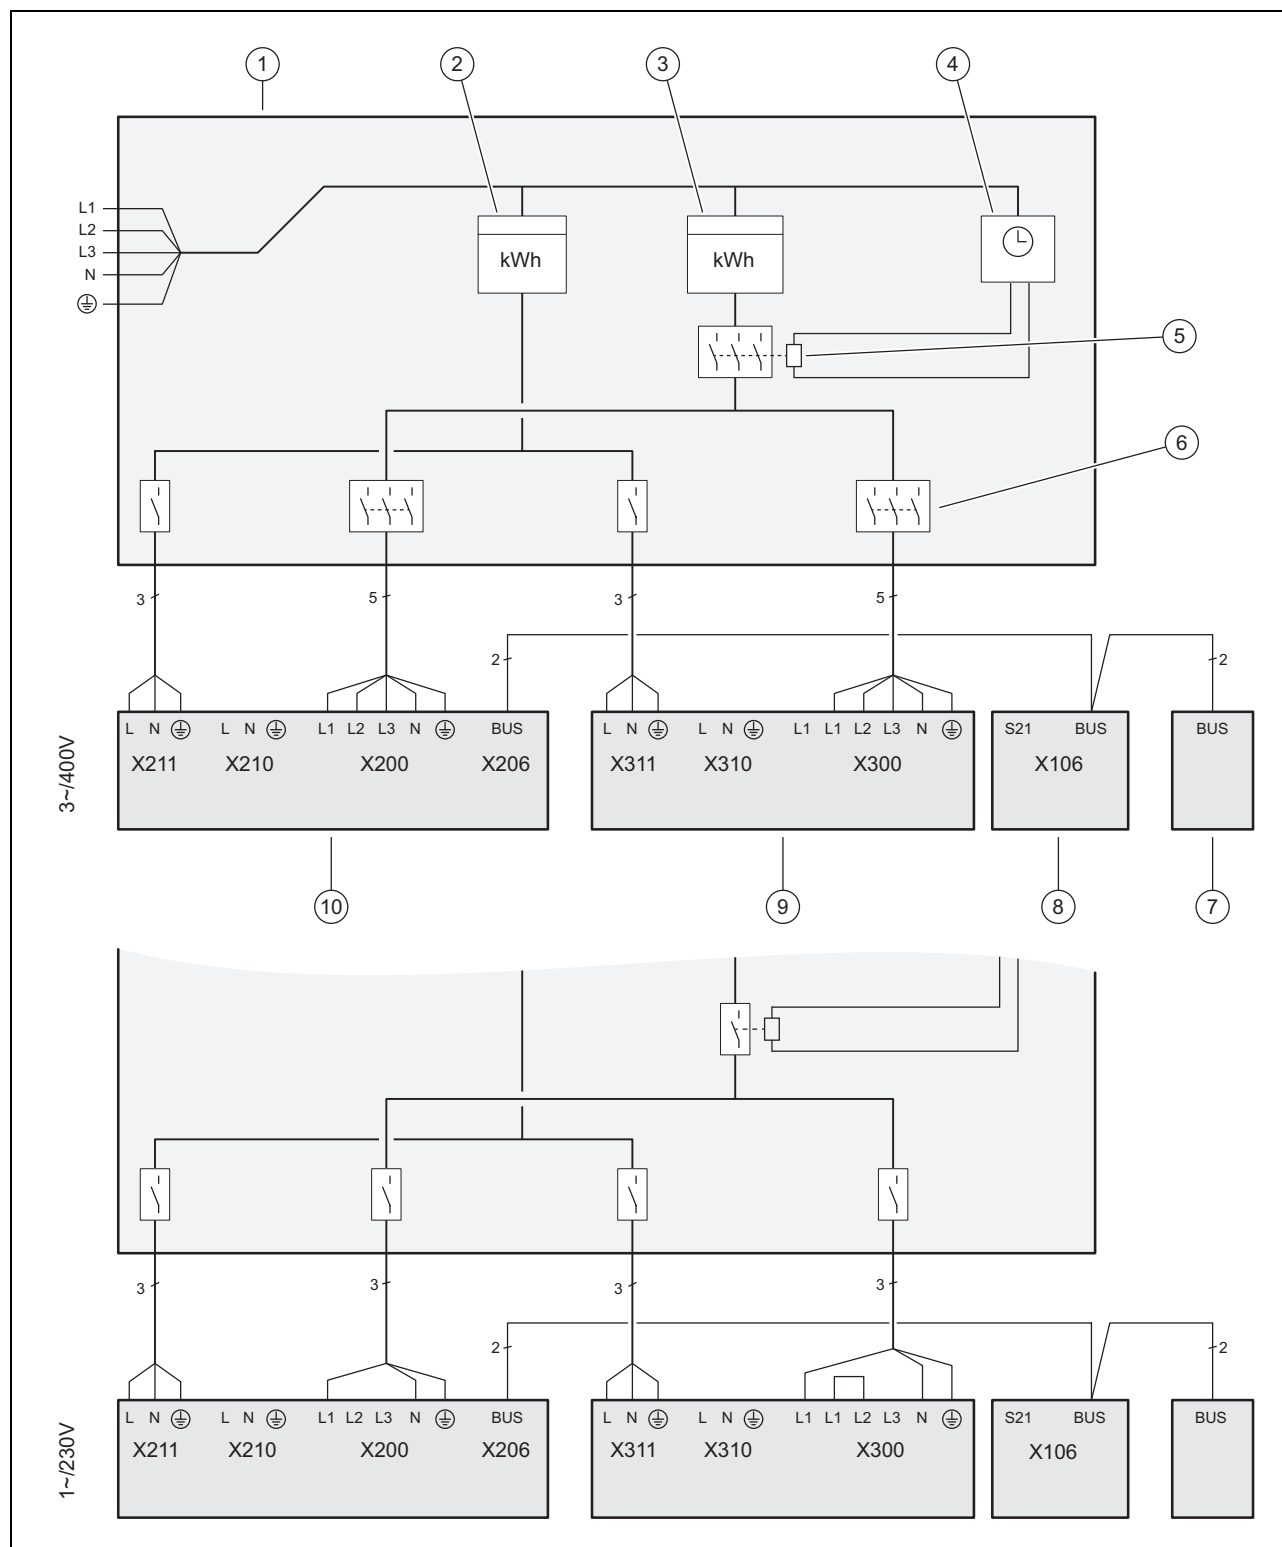 1 2 3 4
L1
L2
L3
N
kWh kWh
5
6
3 5 3 5
2 2
3~/400V
L N L N L1 L2 L3 N BUS
X211 X210 X200 X206
L N L N L1 L1 L2 L3 N
X311 X310 X300
S21 BUS
X106
BUS
10 9 8 7
3 3 3 3
2 2
1~/230V
L N L N L1 L2 L3 N BUS
X211 X210 X200 X206
L N L N L1 L1 L2 L3 N
X311 X310 X300
S21 BUS
X106
BUS